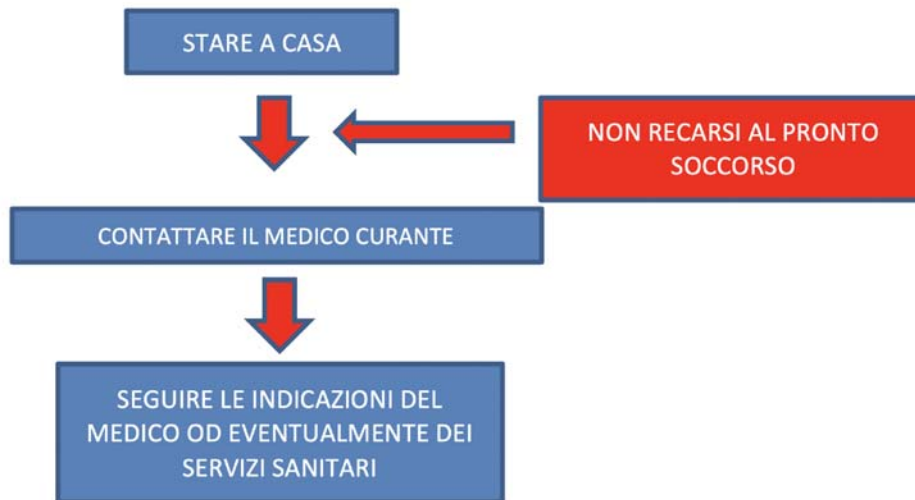 STARE A CASA
NON RECARSI AL PRONTO
SOCCORSO
CONTATTARE IL MEDICO CURANTE
SEGUIRE LE INDICAZIONI DEL
MEDICO OD EVENTUALMENTE DEI
SERVIZI SANITARI